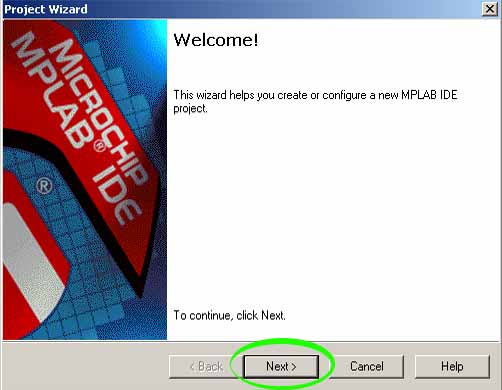 Project Wizard
Welcome!
This wizard helps you create or configure a new MPLAB IDE
project.
MICROCHIP
MPLAB® IDE
®
To continue, click Next.
< Back
Next >
Cancel
Help